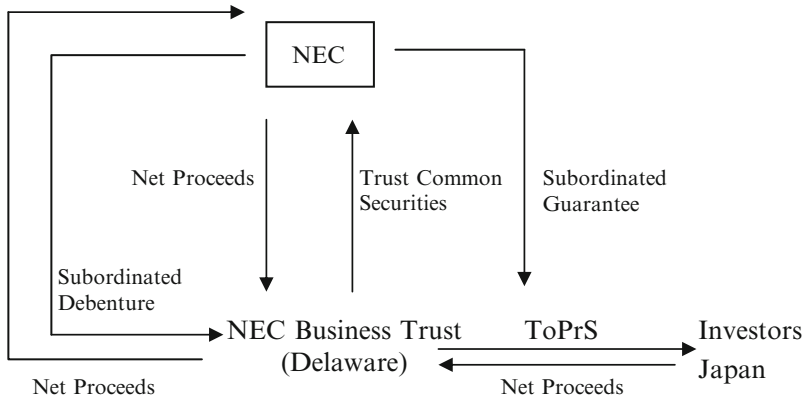 NEC
Net Proceeds
Trust Common
Securities
Subordinated
Guarantee
Subordinated
Debenture
NEC Business Trust
(Delaware)
ToPrS
Investors
Japan
Net Proceeds
Net Proceeds